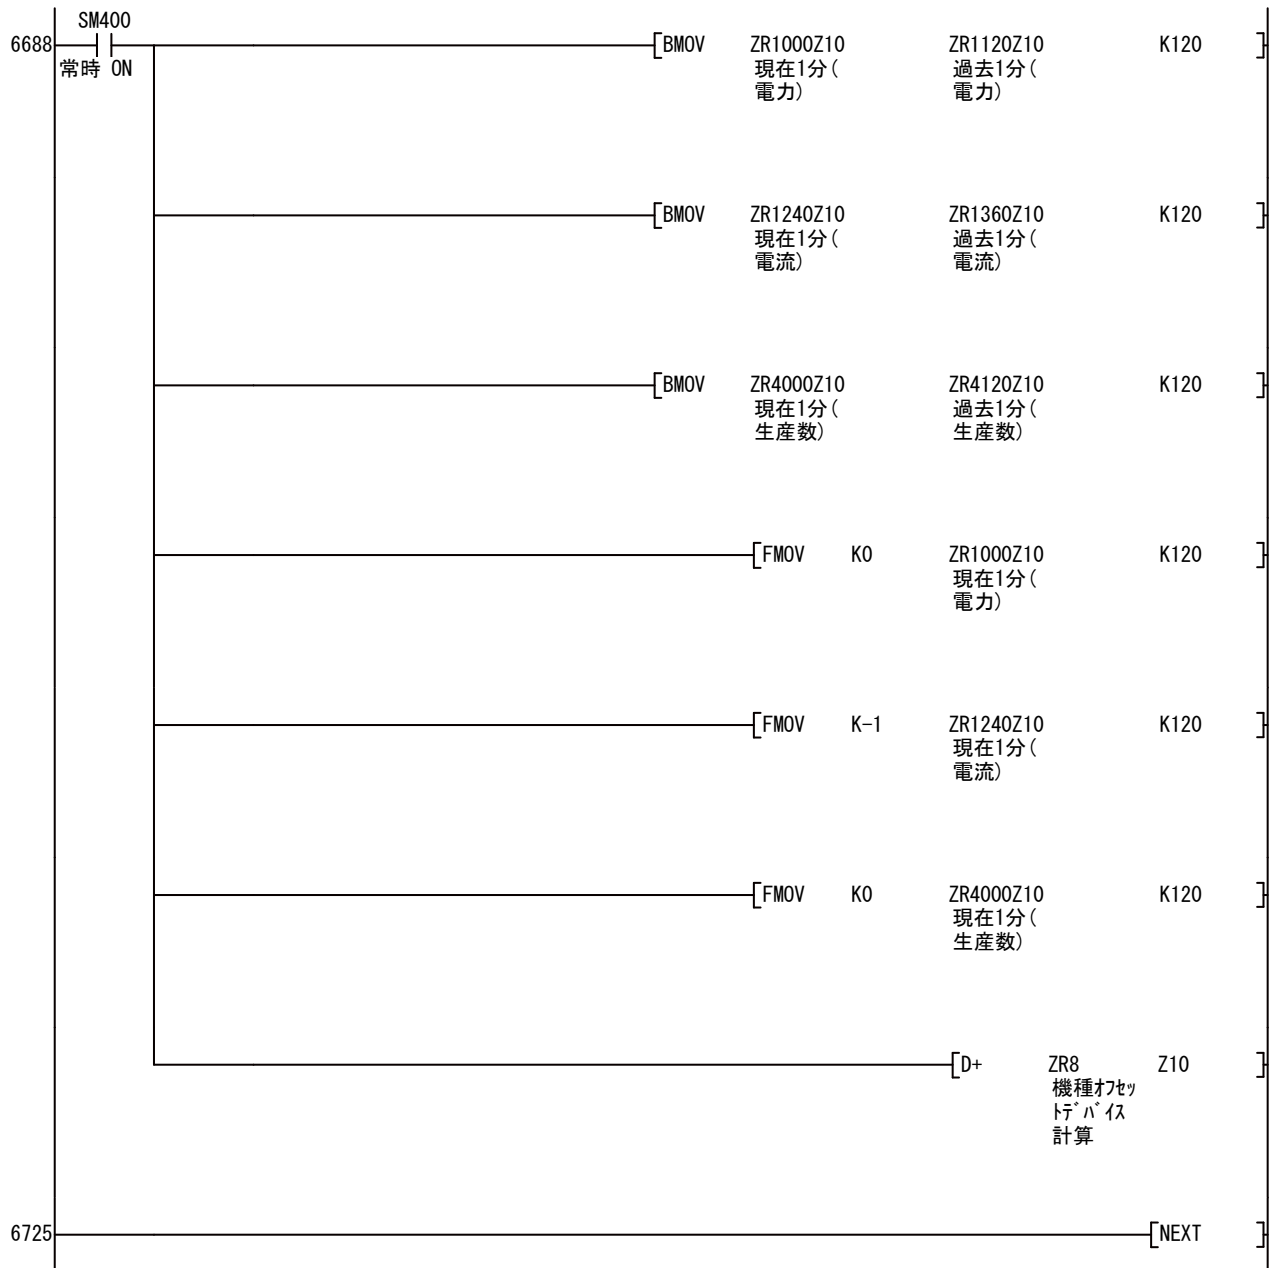 SM400
6688
常時 ON
[BMOV ZR1000Z10 ZR1120Z10 K120 ]
現在1分( 過去1分(
電力) 電力)
[BMOV ZR1240Z10 ZR1360Z10 K120 ]
現在1分( 過去1分(
電流) 電流)
[BMOV ZR4000Z10 ZR4120Z10 K120 ]
現在1分( 過去1分(
生産数) 生産数)
[FMOV K0 ZR1000Z10 K120 ]
現在1分(
電力)
[FMOV K-1 ZR1240Z10 K120 ]
現在1分(
電流)
[FMOV K0 ZR4000Z10 K120 ]
現在1分(
生産数)
[D+ ZR8 Z10 ]
機種ｵﾌｾｯ
ﾄﾃﾞﾊﾞｲｽ
計算
6725 [NEXT ]